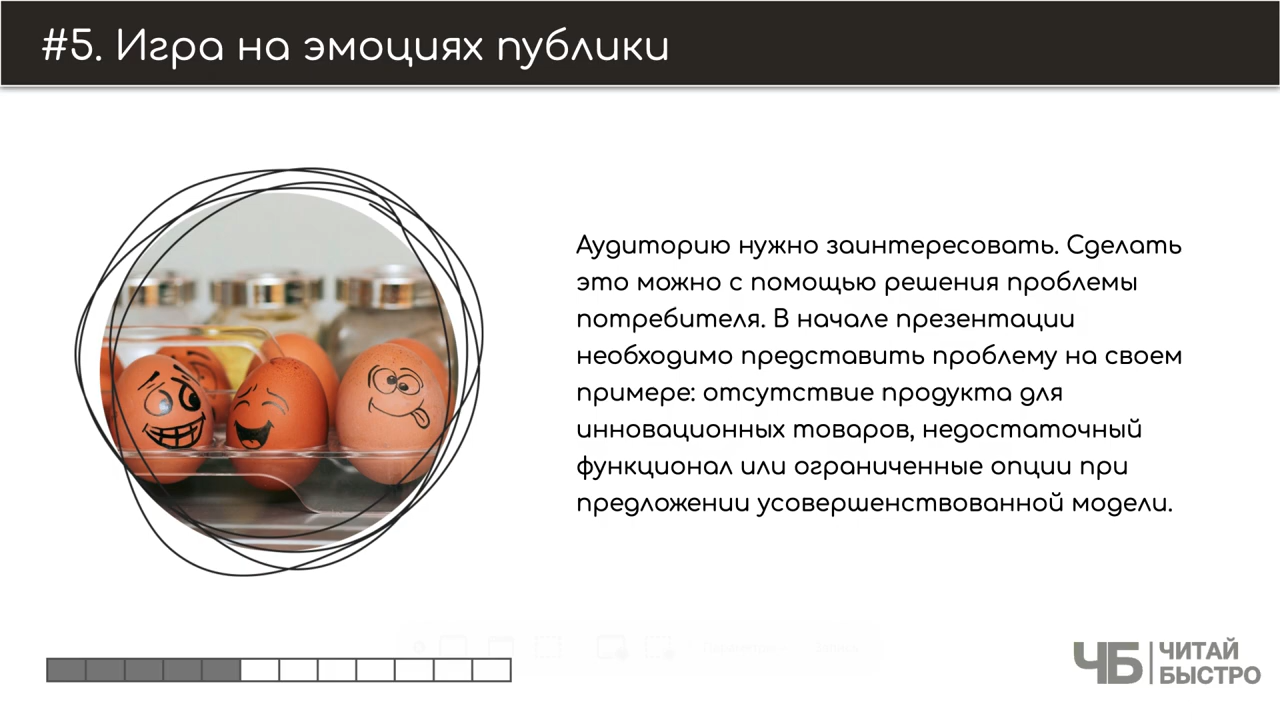 #5. Игра на эмоциях публики
Аудиторию нужно заинтересовать. Сделать
это можно с помощью решения проблемы
потребителя. В начале презентации
необходимо представить проблему на своем
примере: отсутствие продукта для
инновационных товаров, недостаточный
функционал или ограниченные опции при
предложении усовершенствованной модели.
ЧБ ЧИТАЙ
БЫСТРО